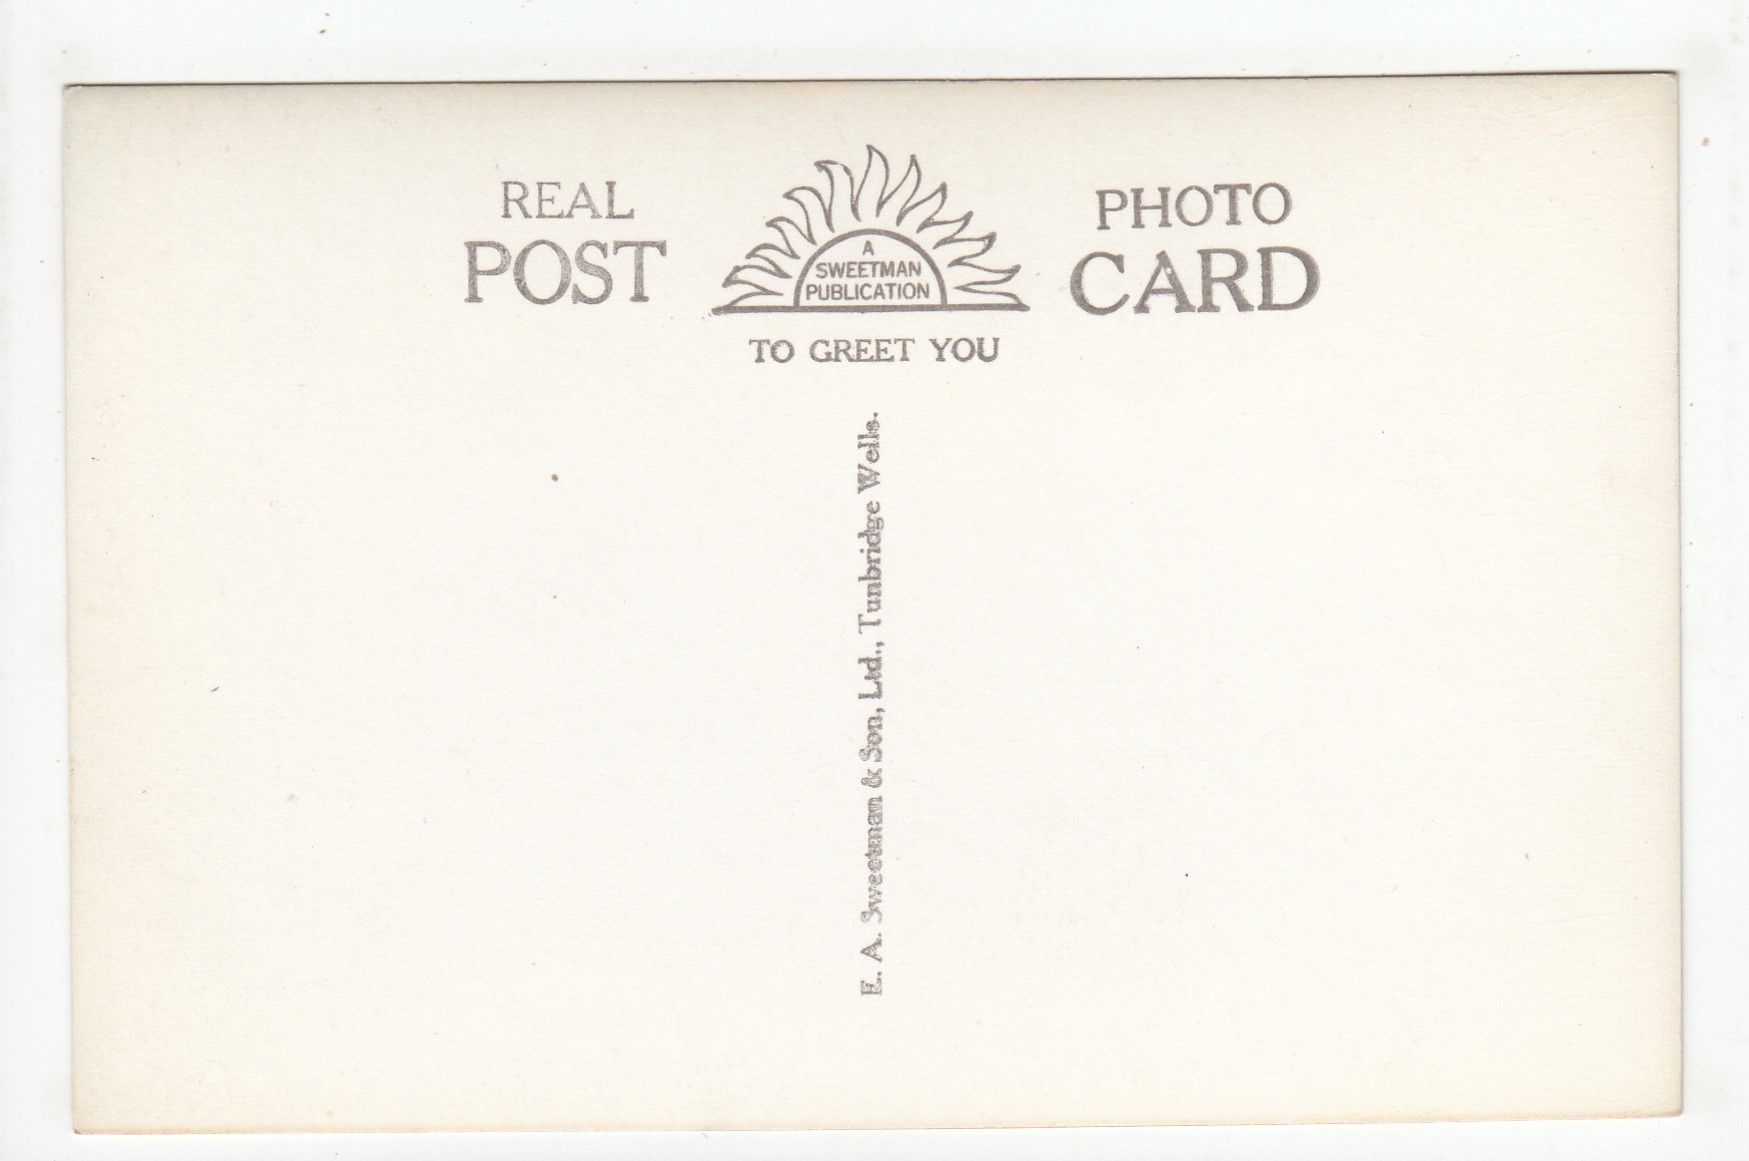 REAL PHOTO
POST CARD
A
SWEETMAN
PUBLICATION
TO GREET YOU
E. A. Sweetman & Son, Ltd., Tunbridge Wells.